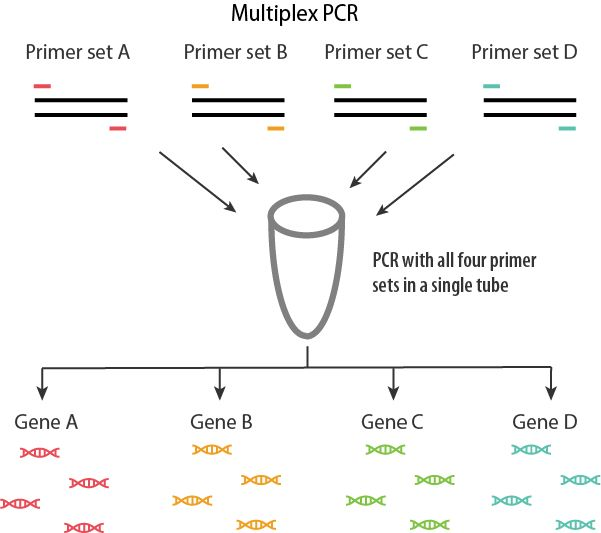 Multiplex PCR
Primer set A
Primer set B
Primer set C
Primer set D
PCR with all four primer
sets in a single tube
Gene A
Gene B
Gene C
Gene D